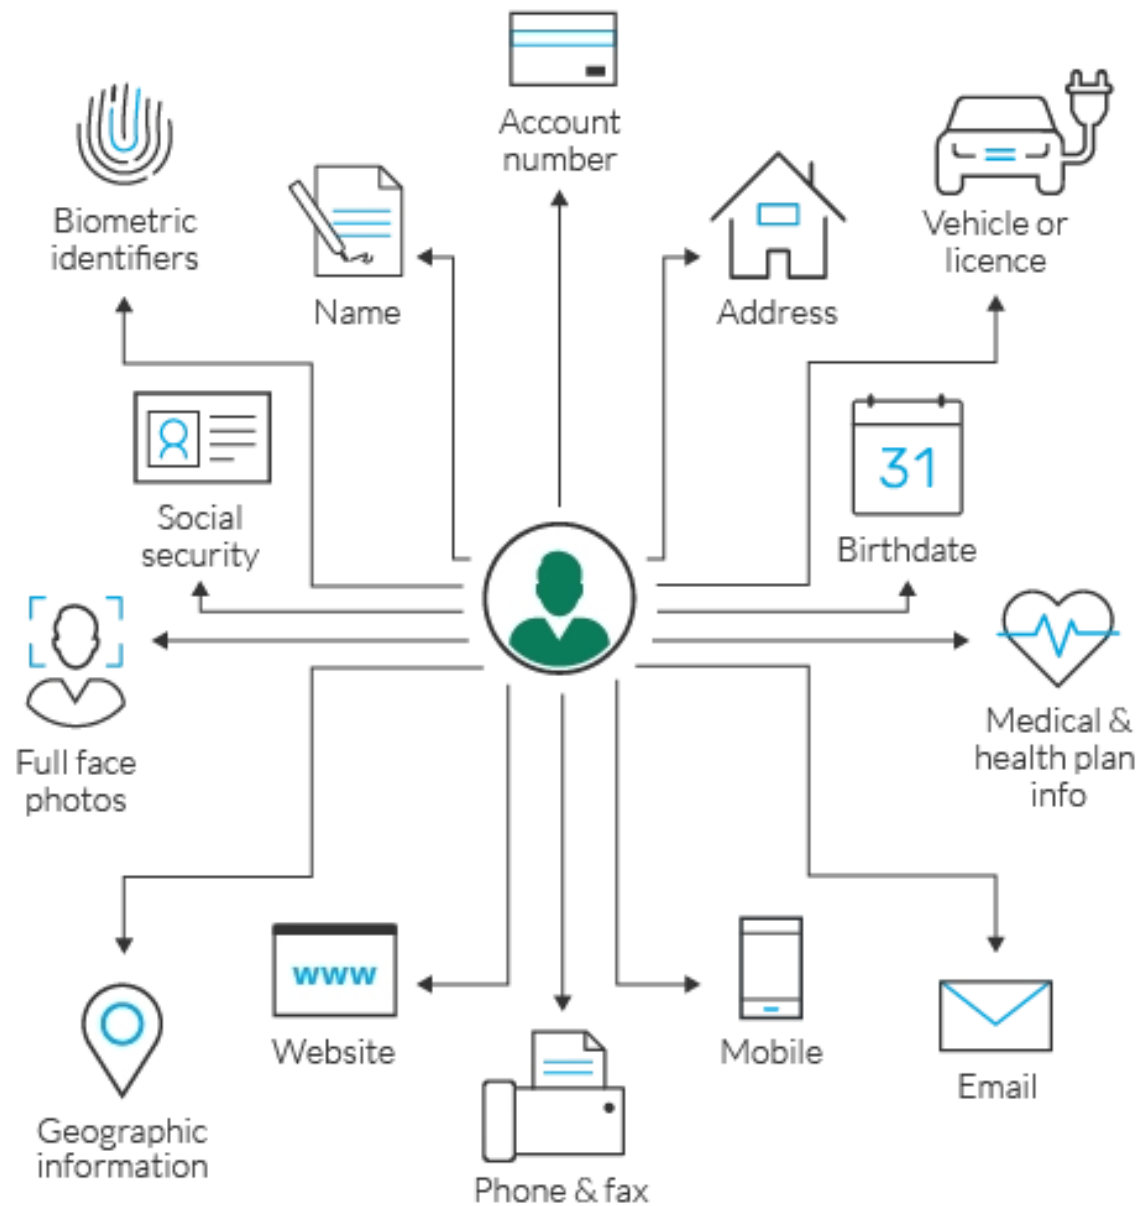 Account
number
Biometric
identifiers
Name
Address
Vehicle or
licence
Social
security
31
Birthdate
Full face
photos
Medical &
health plan
info
www
Website
Mobile
Email
Geographic
information
Phone & fax